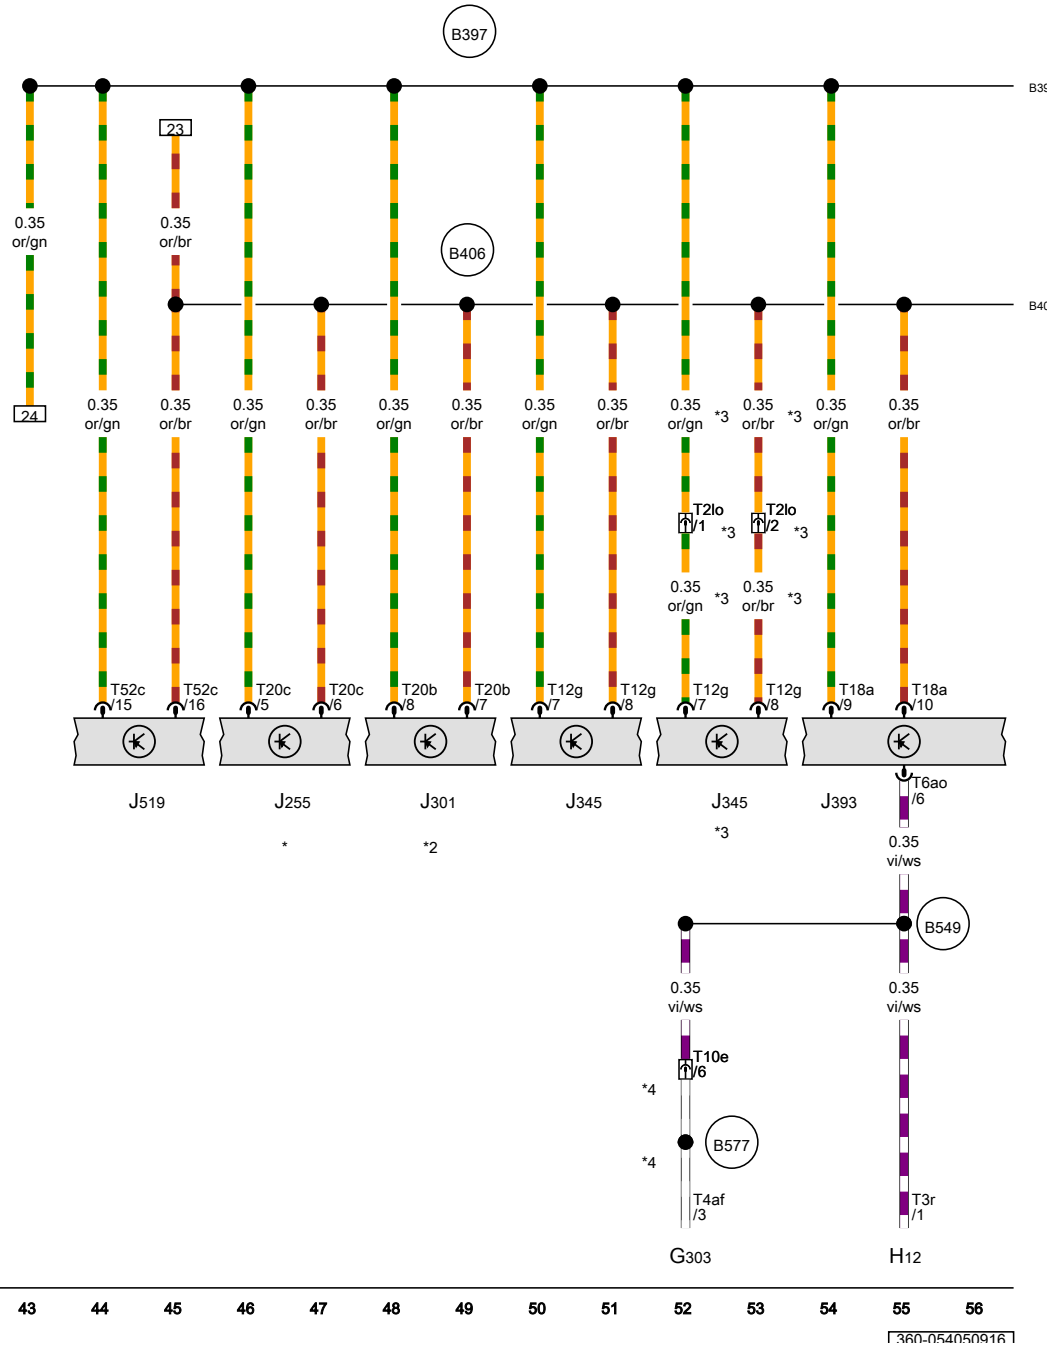 B397
B39
23
0.35
or/gn
0.35
or/br
B406
B40
24
0.35
or/gn
0.35
or/br
0.35
or/gn
0.35
or/br
0.35
or/gn
0.35
or/br
0.35
or/gn
0.35
or/br
0.35
or/gn
*3
0.35
or/br
*3
0.35
or/gn
0.35
or/br
T2lo
/1
*3
T2lo
/2
*3
0.35
or/gn
*3
0.35
or/br
*3
T52c
/15
T52c
/16
T20c
/5
T20c
/6
T20b
/8
T20b
/7
T12g
/7
T12g
/8
T12g
/7
T12g
/8
T18a
/9
T18a
/10
J519
J255
*
J301
*2
J345
J345
*3
J393
T6ao
/6
0.35
vi/ws
B549
0.35
vi/ws
0.35
vi/ws
T10e
/6
*4
B577
*4
T4af
/3
T3r
/1
G303
H12
43 44 45 46 47 48 49 50 51 52 53 54 55 56
360-054050916